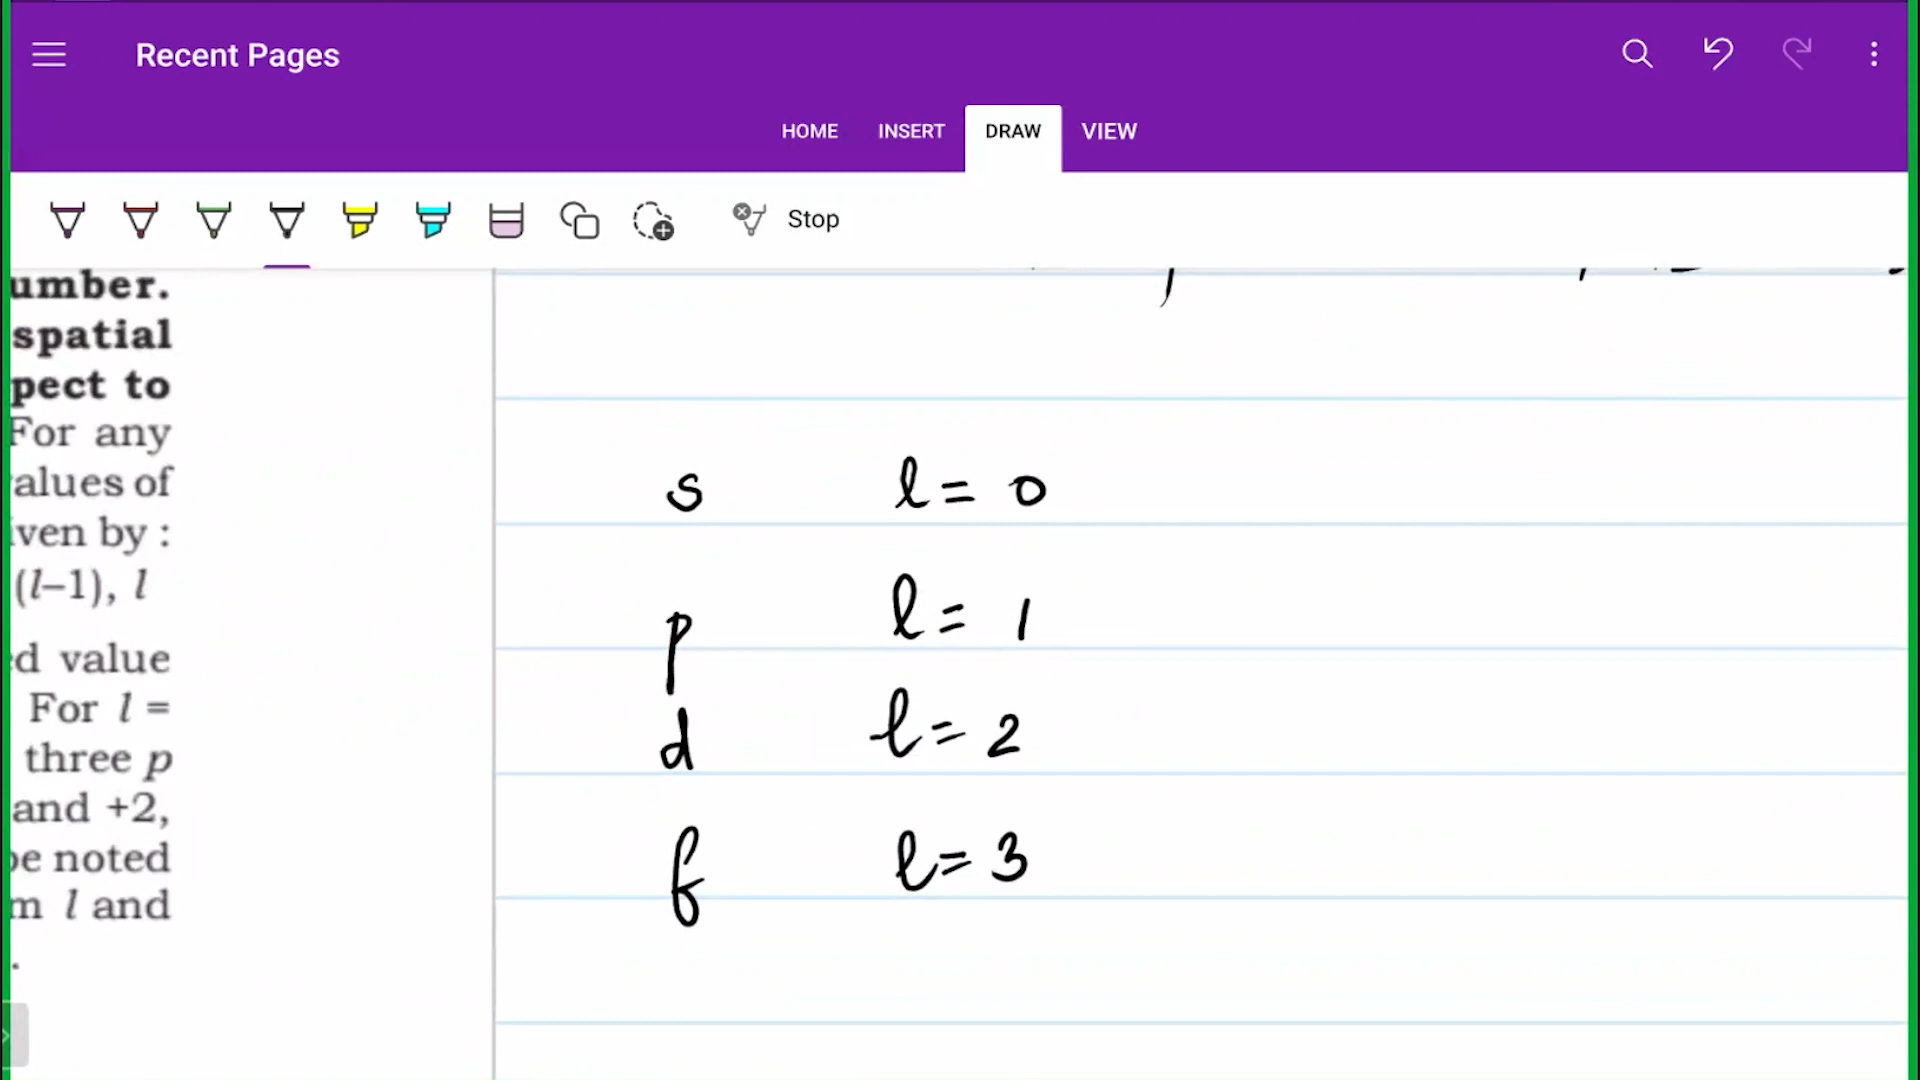 Recent Pages
HOME INSERT DRAW VIEW
Stop
umber.
spatial
pect to
For any
alues of
iven by :
(l–1), l
d value
For l =
three p
and +2,
be noted
m l and
.
s l = 0
p l = 1
d l = 2
f l = 3